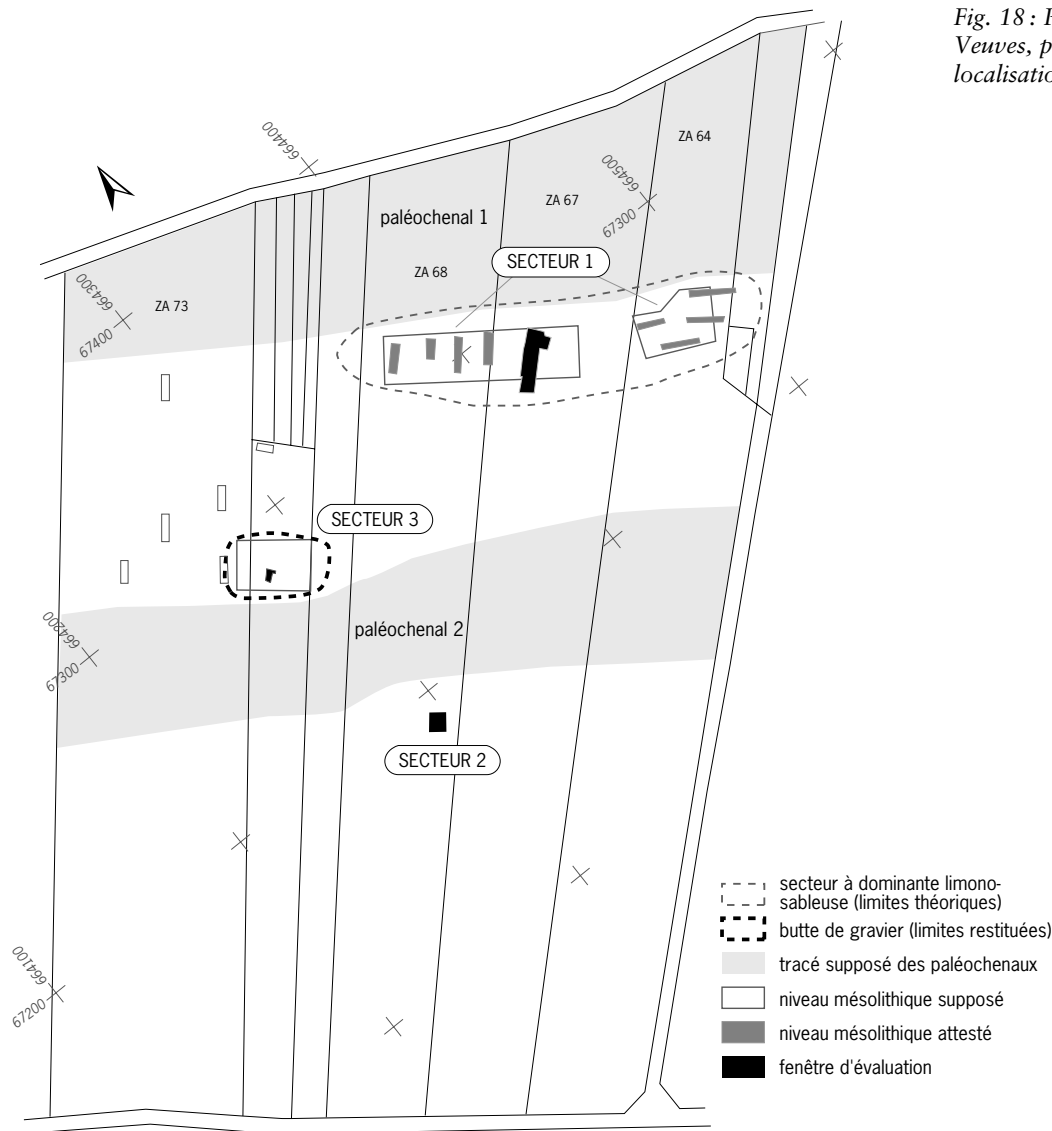 Fig. 18 :
Veuves, p
localisatio
664400
ZA 64
664500
67300
ZA 67
paléochenal 1
SECTEUR 1
ZA 68
664300
67400
ZA 73
SECTEUR 3
paléochenal 2
664200
67300
SECTEUR 2
664100
67200
secteur à dominante limono-
sableuse (limites théoriques)
butte de gravier (limites restituées)
tracé supposé des paléochenaux
niveau mésolithique supposé
niveau mésolithique attesté
fenêtre d'évaluation